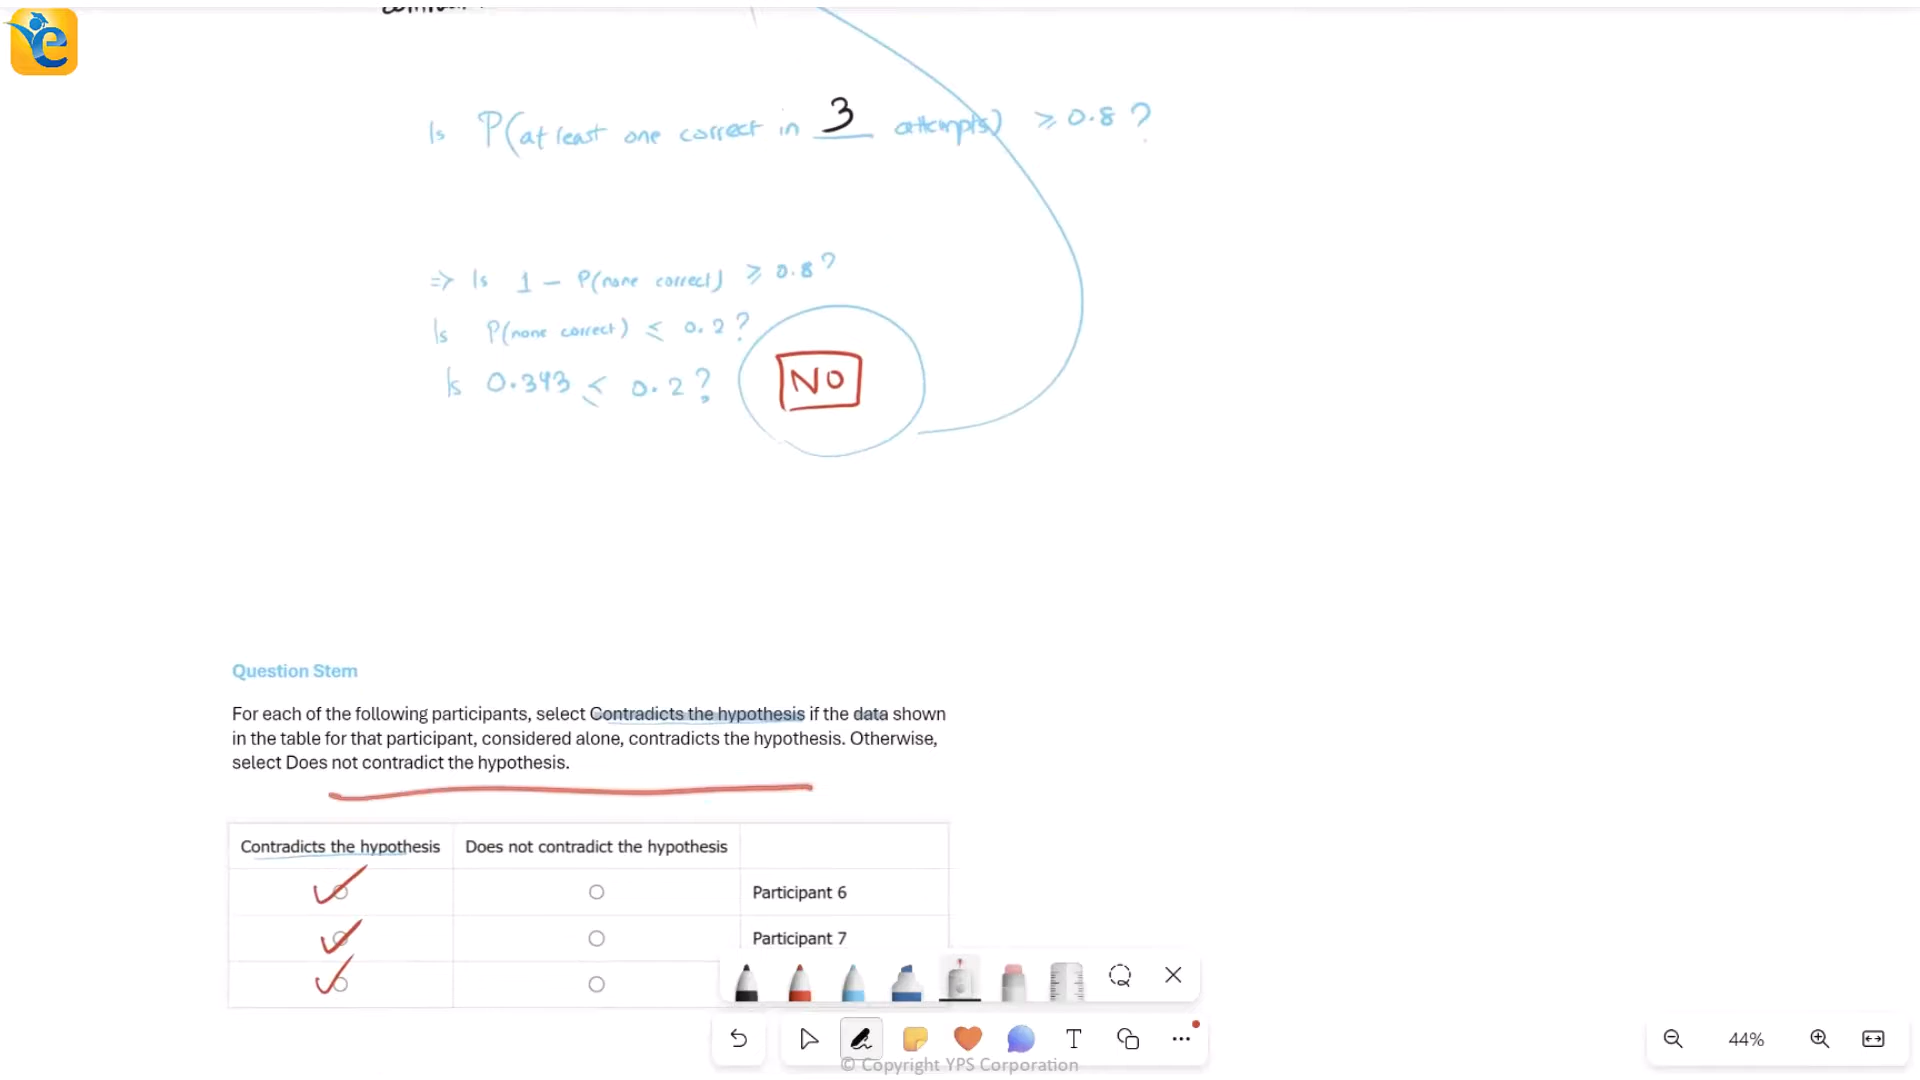 Is P(at least one correct in 3 attempts) ≥ 0.8 ?
⇒ Is 1 - P(none correct) ≥ 0.8 ?
Is P(none correct) ≤ 0.2 ?
Is 0.343 ≤ 0.2 ?
NO
Question Stem
For each of the following participants, select Contradicts the hypothesis if the data shown
in the table for that participant, considered alone, contradicts the hypothesis. Otherwise,
select Does not contradict the hypothesis.
Contradicts the hypothesis Does not contradict the hypothesis
Participant 6
Participant 7
T
44%
© Copyright YPS Corporation